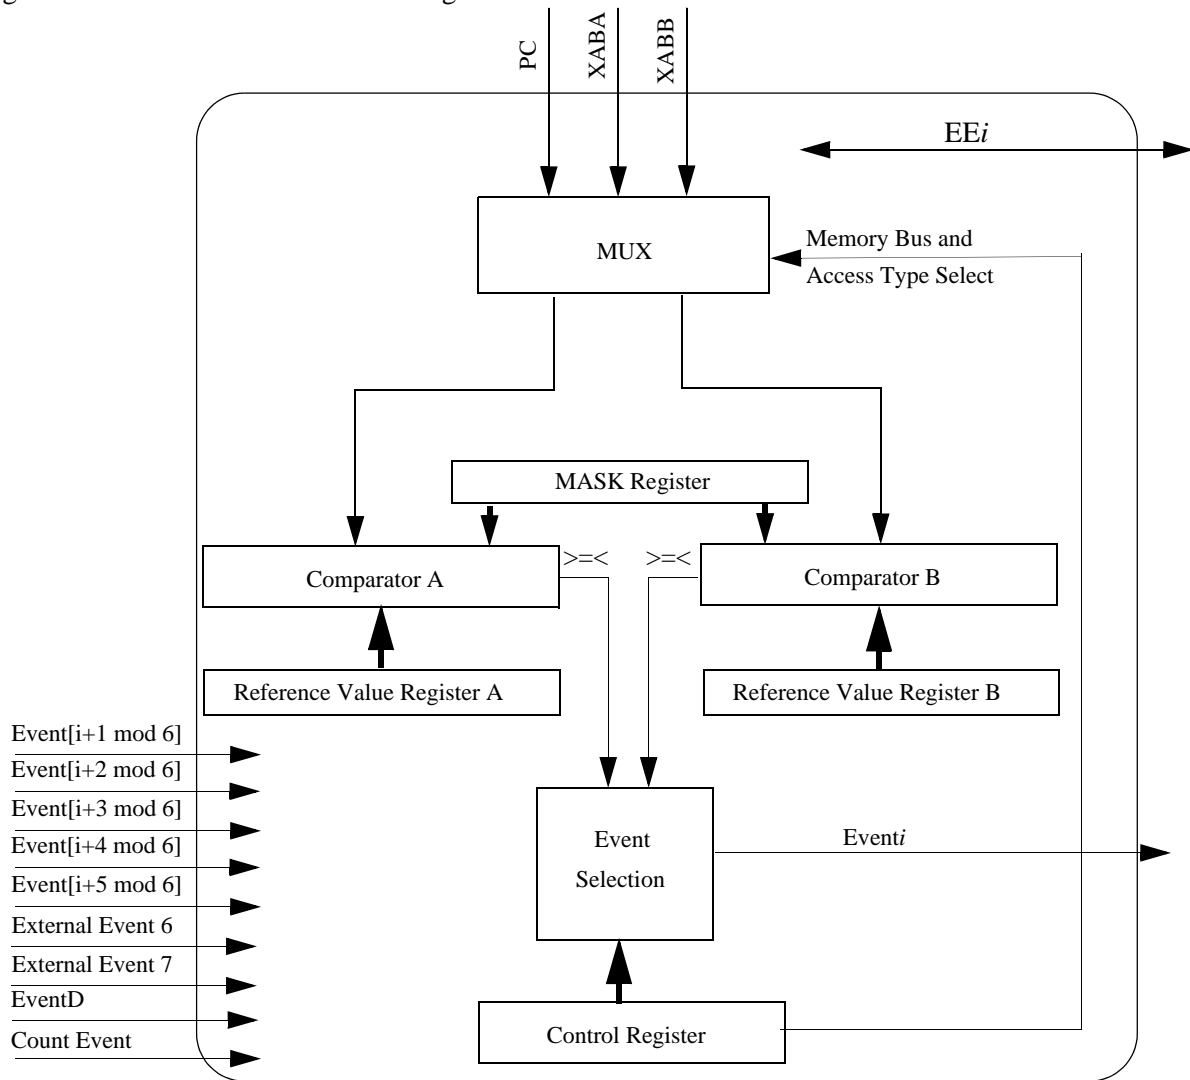 PC
XABA
XABB
EEi
MUX
Memory Bus and
Access Type Select
MASK Register
>=<
>=<
Comparator A
Comparator B
Reference Value Register A
Reference Value Register B
Event[i+1 mod 6]
Event[i+2 mod 6]
Event[i+3 mod 6]
Event[i+4 mod 6]
Event[i+5 mod 6]
External Event 6
External Event 7
EventD
Count Event
Event
Selection
Eventi
Control Register